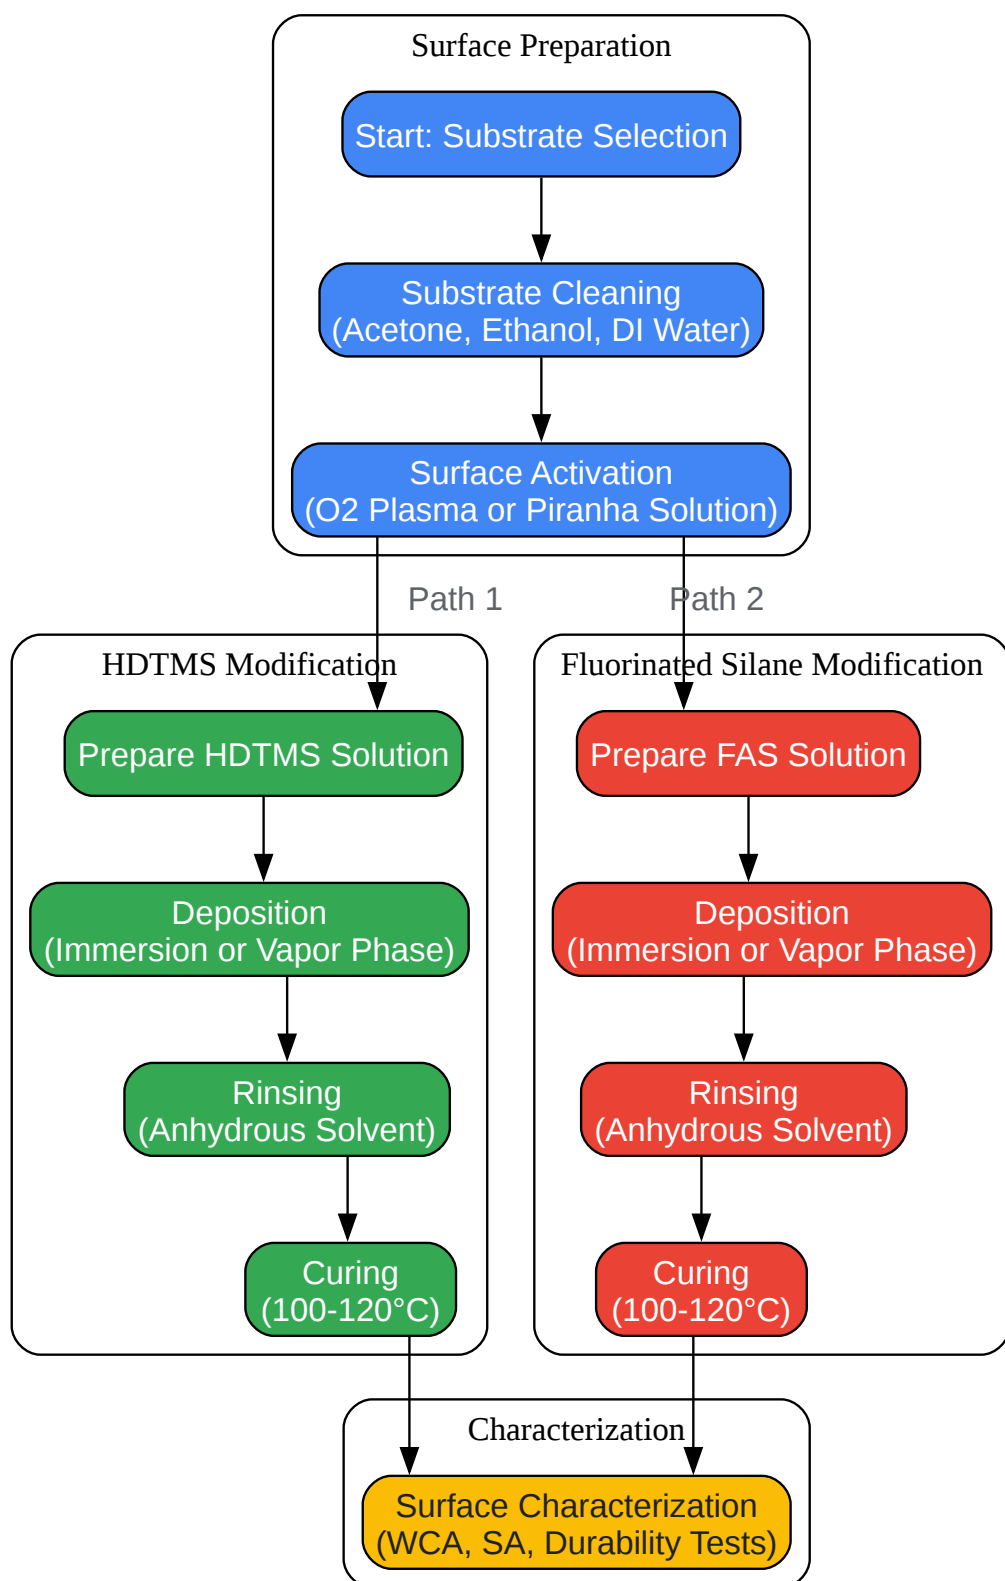 Surface Preparation
Start: Substrate Selection
Substrate Cleaning
(Acetone, Ethanol, DI Water)
Surface Activation
(O2 Plasma or Piranha Solution)
Path 1
Path 2
HDTMS Modification
Prepare HDTMS Solution
Deposition
(Immersion or Vapor Phase)
Rinsing
(Anhydrous Solvent)
Curing
(100-120°C)
Fluorinated Silane Modification
Prepare FAS Solution
Deposition
(Immersion or Vapor Phase)
Rinsing
(Anhydrous Solvent)
Curing
(100-120°C)
Characterization
Surface Characterization
(WCA, SA, Durability Tests)